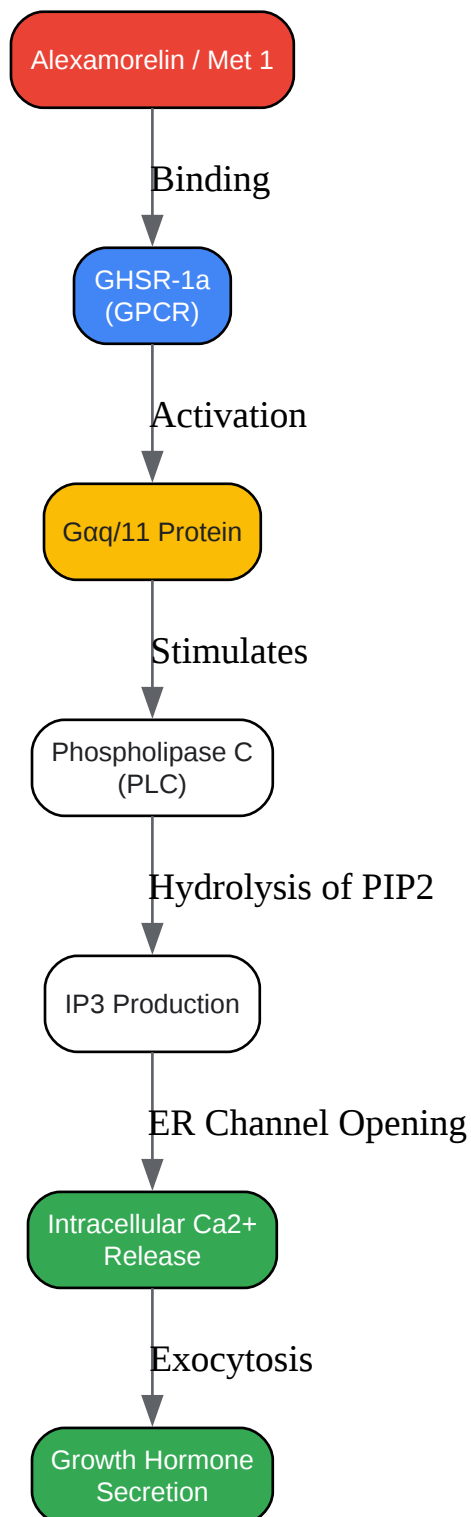 Alexamorelin / Met 1
Binding
GHSR-1a
(GPCR)
Activation
Gαq/11 Protein
Stimulates
Phospholipase C
(PLC)
Hydrolysis of PIP2
IP3 Production
ER Channel Opening
Intracellular Ca2+
Release
Exocytosis
Growth Hormone
Secretion